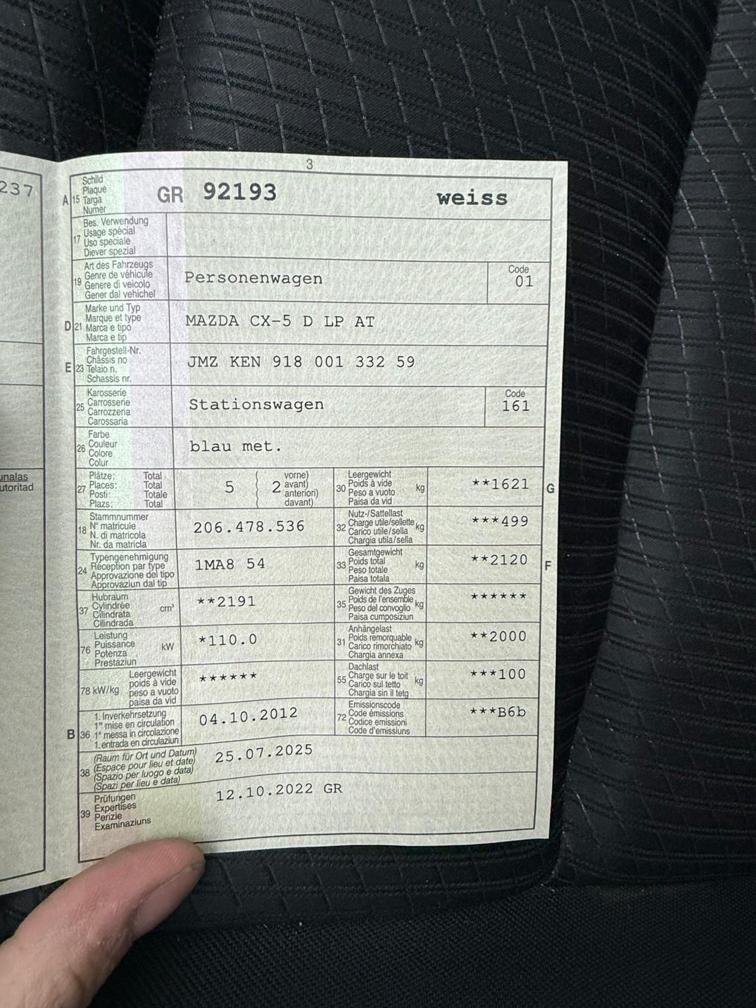 237
unalas
utoritad
3
A 15 Schild
Plaque
Targa
Numer
GR 92193 weiss
17 Bes. Verwendung
Usage spécial
Uso speciale
Diever spezial
19 Art des Fahrzeugs
Genre de véhicule
Genere di veicolo
Gener dal vehichel
Personenwagen
Code
01
D 21 Marke und Typ
Marque et type
Marca e tipo
Marca e tip
MAZDA CX-5 D LP AT
E 23 Fahrgestell-Nr.
Châssis no
Telaio n.
Schassis nr.
JMZ KEN 918 001 332 59
25 Karosserie
Carrosserie
Carrozzeria
Carossaria
Stationswagen
Code
161
26 Farbe
Couleur
Colore
Colur
blau met.
27 Plätze: Total
Places: Total
Posti: Totale
Plazs: Total
5 ( 2 vorne)
avant)
anteriori)
davant)
30 Leergewicht
Poids à vide
Peso a vuoto
Paisa da vid
kg
**1621 G
18 Stammnummer
N° matricule
N. di matricola
Nr. da matricla
206.478.536
32 Nutz-/Sattellast
Charge utile/sellette
Carico utile/sella
Chargia utila/sella
kg
***499
24 Typengenehmigung
Réception par type
Approvazione del tipo
Approvaziun dal tip
1MA8 54
33 Gesamtgewicht
Poids total
Peso totale
Paisa totala
kg
**2120 F
37 Hubraum
Cylindrée
Cilindrata
Cilindrada
cm³
**2191
35 Gewicht des Zuges
Poids de l'ensemble
Peso del convoglio
Paisa cumposiziun
kg
******
76 Leistung
Puissance
Potenza
Prestaziun
kW
*110.0
31 Anhängelast
Poids remorquable
Carico rimorchiato
Chargia annexa
kg
**2000
78 kW/kg Leergewicht
poids à vide
peso a vuoto
paisa da vid
******
55 Dachlast
Charge sur le toit
Carico sul tetto
Chargia sin il tetg
kg
***100
B 36 1. Inverkehrsetzung
1re mise en circulation
1a messa in circolazione
1. entrada en circulaziun
04.10.2012
72 Emissionscode
Code émissions
Codice emissioni
Code d'emissiuns
***B6b
38 (Raum für Ort und Datum)
(Espace pour lieu et date)
(Spazio per luogo e data)
(Spazi per lieu e data)
25.07.2025
39 Prüfungen
Expertises
Perizie
Examinaziuns
12.10.2022 GR